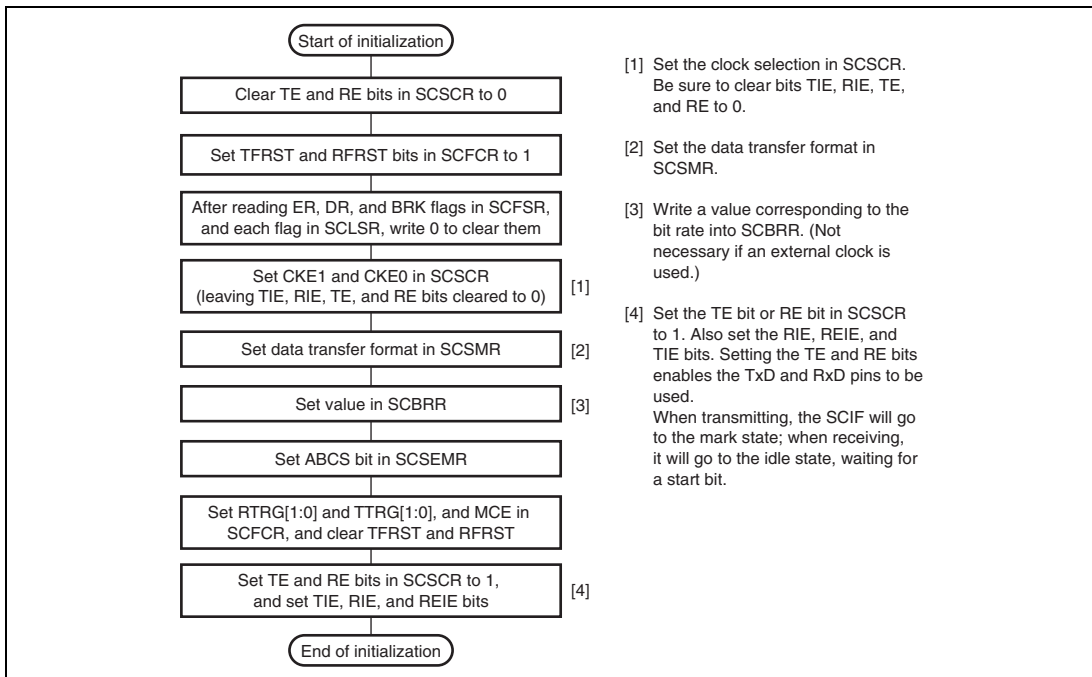 Start of initialization
Clear TE and RE bits in SCSCR to 0
Set TFRST and RFRST bits in SCFCR to 1
After reading ER, DR, and BRK flags in SCFSR,
and each flag in SCLSR, write 0 to clear them
Set CKE1 and CKE0 in SCSCR
(leaving TIE, RIE, TE, and RE bits cleared to 0)
[1]
Set data transfer format in SCSMR
[2]
Set value in SCBRR
[3]
Set ABCS bit in SCSEMR
Set RTRG[1:0] and TTRG[1:0], and MCE in
SCFCR, and clear TFRST and RFRST
Set TE and RE bits in SCSCR to 1,
and set TIE, RIE, and REIE bits
[4]
End of initialization
[1] Set the clock selection in SCSCR.
Be sure to clear bits TIE, RIE, TE,
and RE to 0.
[2] Set the data transfer format in
SCSMR.
[3] Write a value corresponding to the
bit rate into SCBRR. (Not
necessary if an external clock is
used.)
[4] Set the TE bit or RE bit in SCSCR
to 1. Also set the RIE, REIE, and
TIE bits. Setting the TE and RE bits
enables the TxD and RxD pins to be
used.
When transmitting, the SCIF will go
to the mark state; when receiving,
it will go to the idle state, waiting for
a start bit.